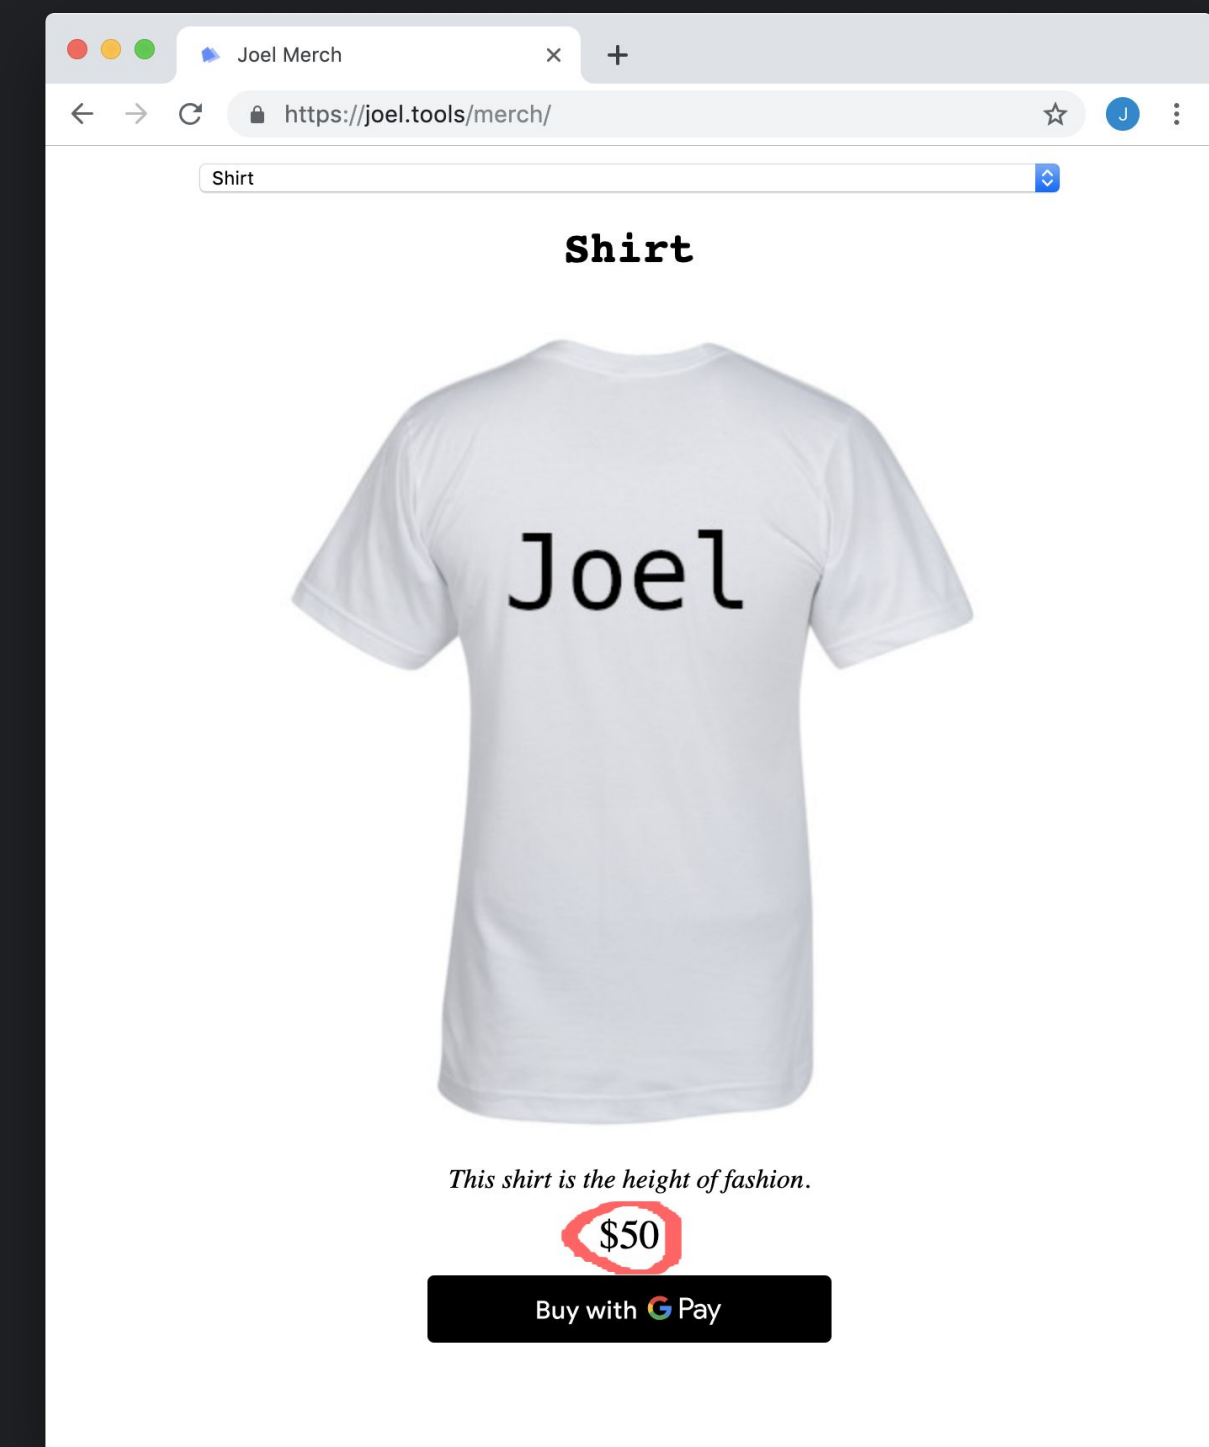 Joel Merch
https://joel.tools/merch/
J
Shirt
Shirt
Joel
This shirt is the height of fashion.
$50
Buy with G Pay